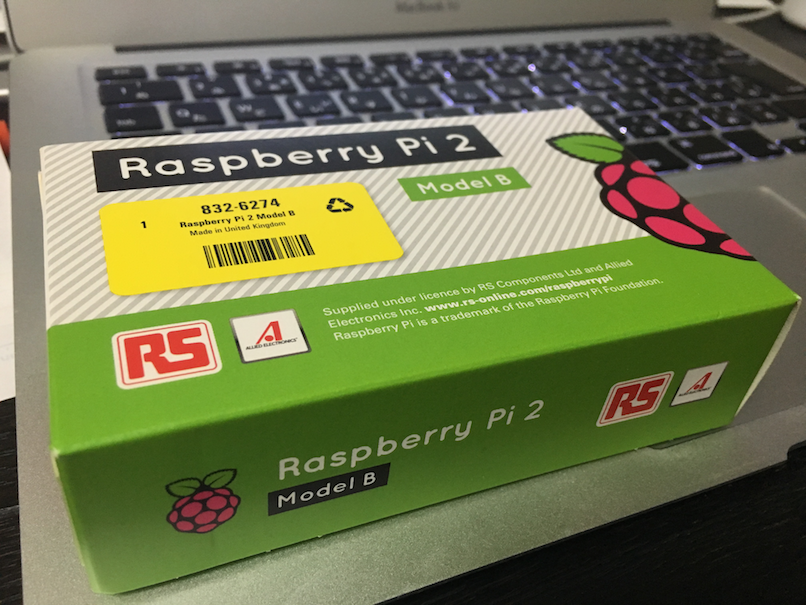 MacBook Air
Raspberry Pi 2
Model B
832-6274
1
Raspberry Pi 2 Model B
Made in United Kingdom
Supplied under licence by RS Components Ltd and Allied
Electronics Inc. www.rs-online.com/raspberrypi
Raspberry Pi is a trademark of the Raspberry Pi Foundation.
RS
A
ALLIED ELECTRONICS
Raspberry Pi 2
Model B
RS
A